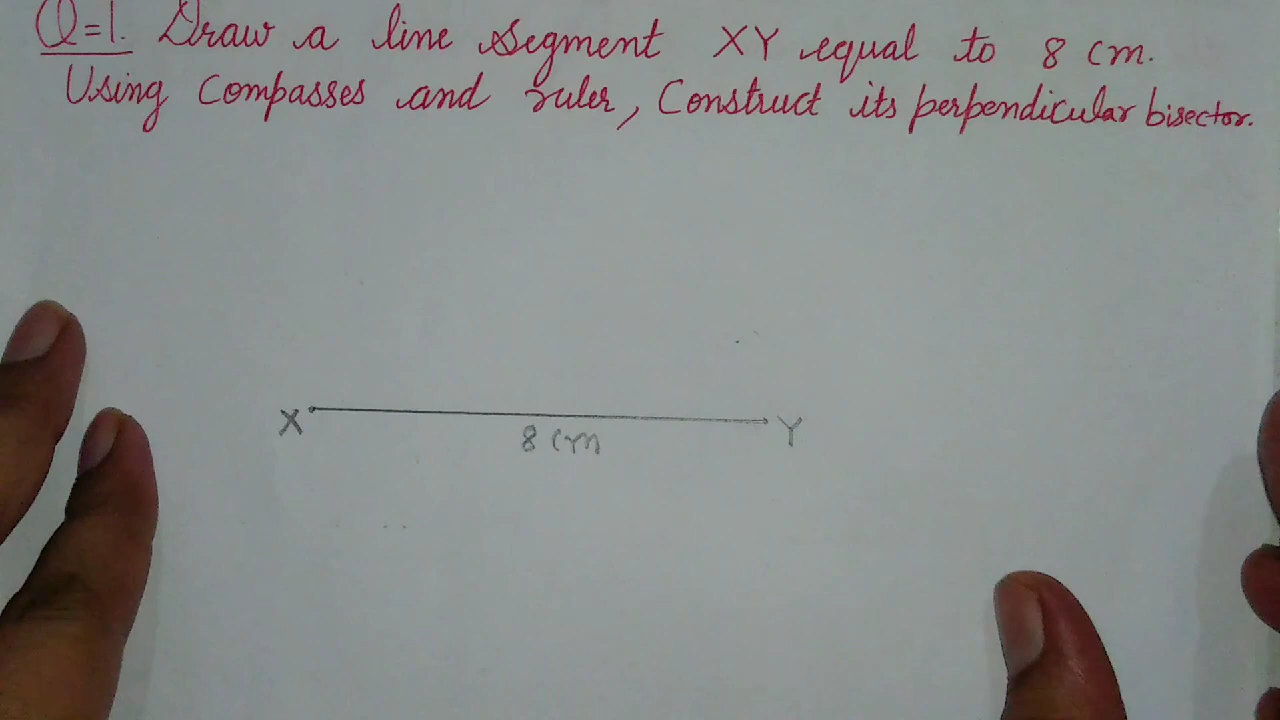 Q=1. Draw a line segment XY equal to 8 cm.
Using Compasses and ruler, Construct its perpendicular bisector.
X
Y
8 cm